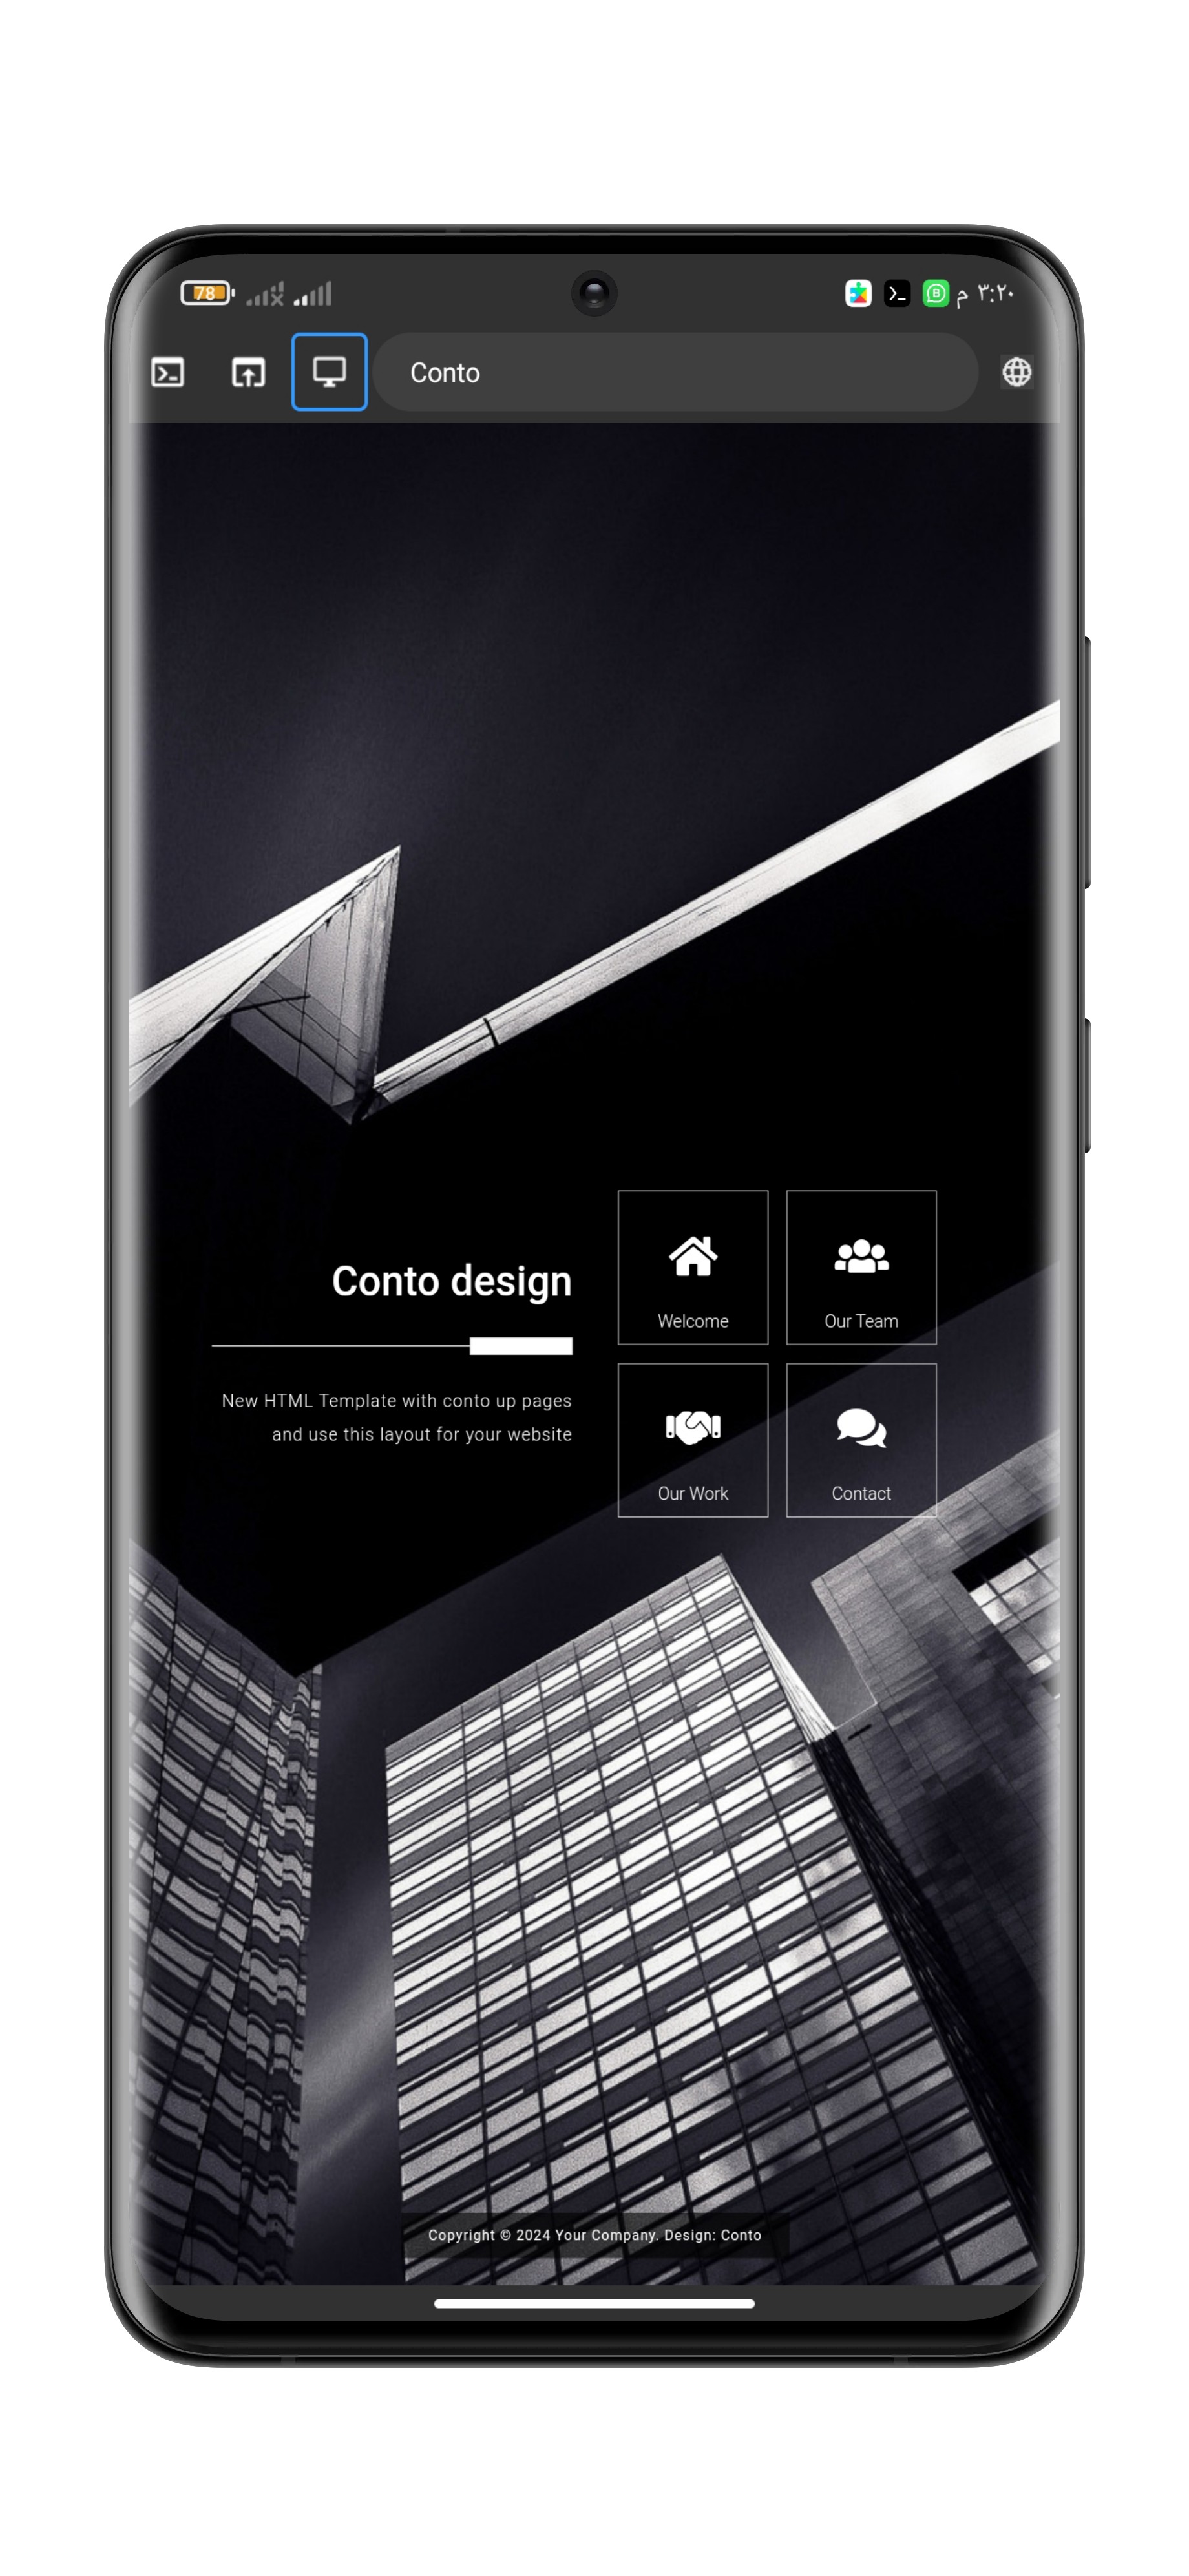 78
م ٣:٢٠
Conto
Conto design
New HTML Template with conto up pages
and use this layout for your website
Welcome
Our Team
Our Work
Contact
Copyright © 2024 Your Company. Design: Conto